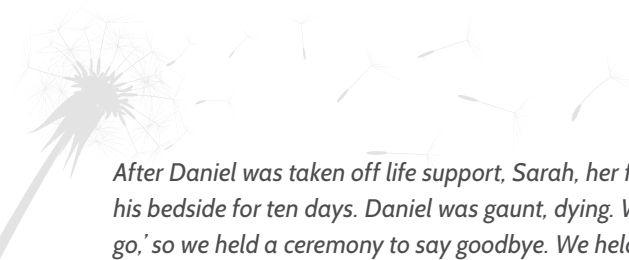 After Daniel was taken off life support, Sarah, her
his bedside for ten days. Daniel was gaunt, dying.
go,’ so we held a ceremony to say goodbye. We held